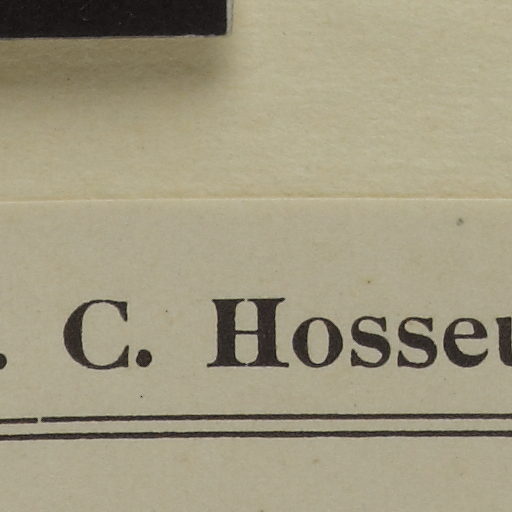 . C. Hosseu